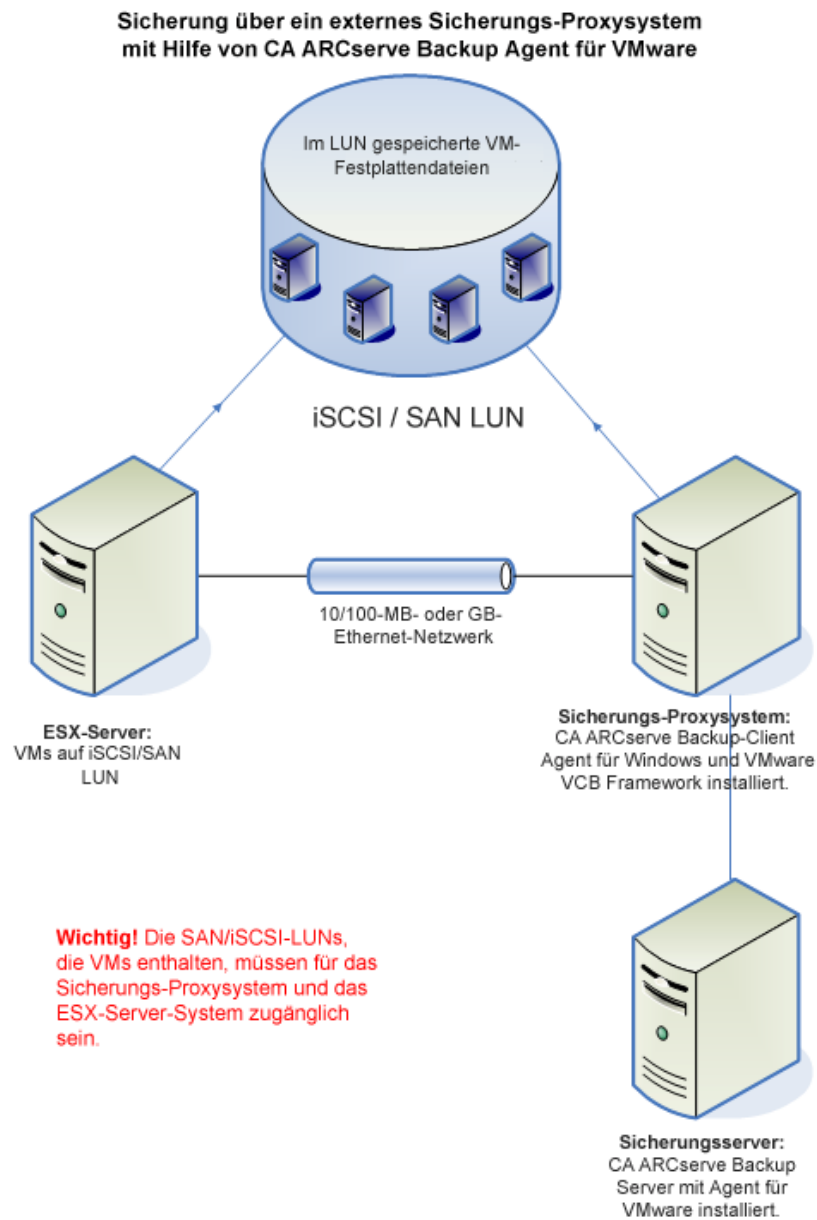 Sicherung über ein externes Sicherungs-Proxysystem
mit Hilfe von CA ARCserve Backup Agent für VMware
Im LUN gespeicherte VM-
Festplattendateien
iSCSI / SAN LUN
10/100-MB- oder GB-
Ethernet-Netzwerk
ESX-Server:
VMs auf iSCSI/SAN
LUN
Sicherungs-Proxysystem:
CA ARCserve Backup-Client
Agent für Windows und VMware
VCB Framework installiert.
Wichtig! Die SAN/iSCSI-LUNs,
die VMs enthalten, müssen für das
Sicherungs-Proxysystem und das
ESX-Server-System zugänglich
sein.
Sicherungsserver:
CA ARCserve Backup
Server mit Agent für
VMware installiert.